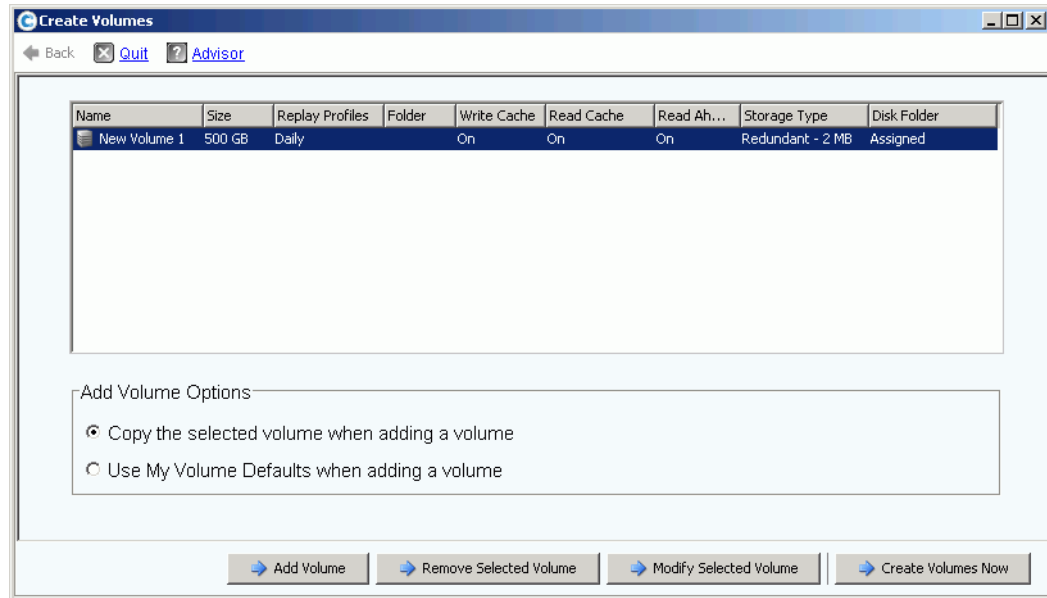 Create Volumes
Back Quit ? Advisor
Name Size Replay Profiles Folder Write Cache Read Cache Read Ah... Storage Type Disk Folder
New Volume 1 500 GB Daily On On On Redundant - 2 MB Assigned
Add Volume Options
Copy the selected volume when adding a volume
Use My Volume Defaults when adding a volume
Add Volume Remove Selected Volume Modify Selected Volume Create Volumes Now